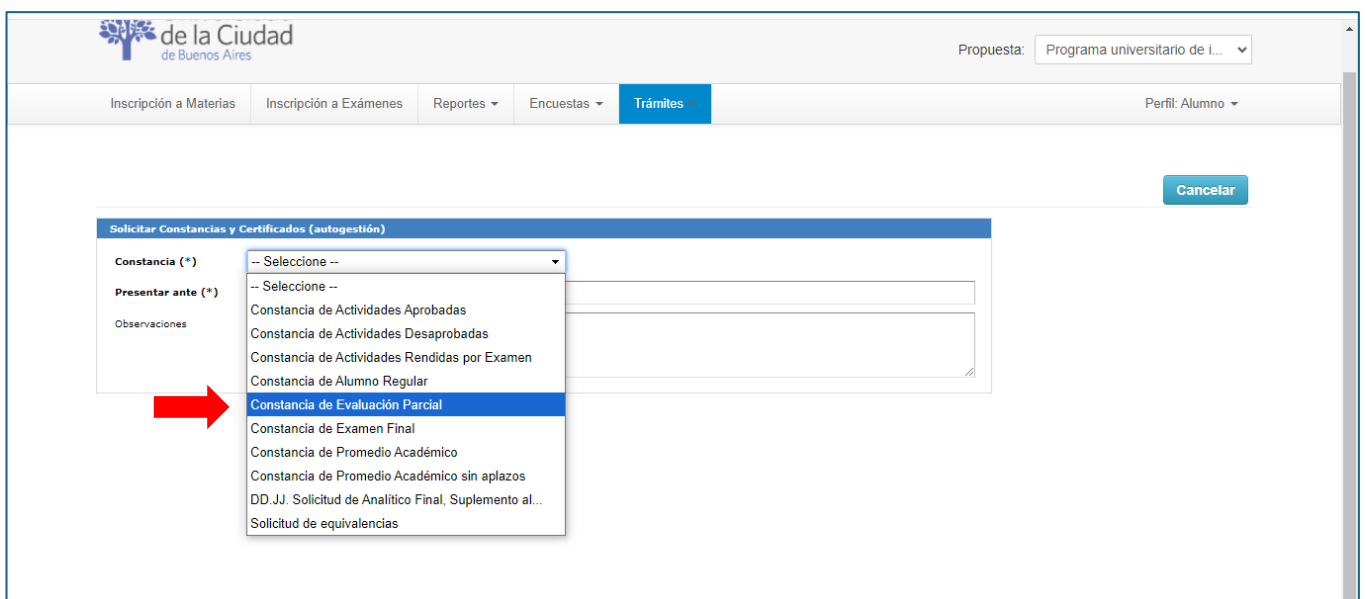 de la Ciudad
de Buenos Aires
Propuesta: Programa universitario de i...
Inscripción a Materias Inscripción a Exámenes Reportes Encuestas Trámites Perfil: Alumno
Cancelar
Solicitar Constancias y Certificados (autogestión)
Constancia (*) -- Seleccione --
-- Seleccione --
Presentar ante (*)
Constancia de Actividades Aprobadas
Observaciones
Constancia de Actividades Desaprobadas
Constancia de Actividades Rendidas por Examen
Constancia de Alumno Regular
Constancia de Evaluación Parcial
Constancia de Examen Final
Constancia de Promedio Académico
Constancia de Promedio Académico sin aplazos
DD.JJ. Solicitud de Analítico Final, Suplemento al...
Solicitud de equivalencias